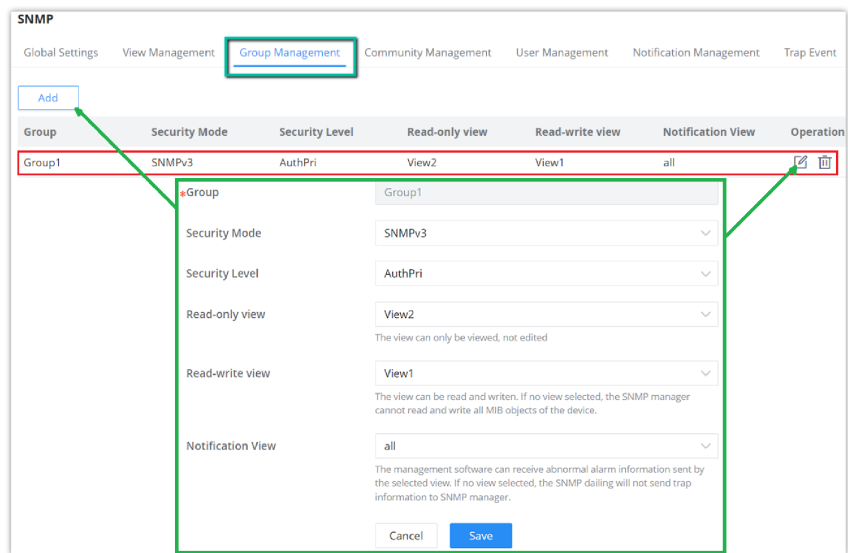 SNMP
Global Settings View Management Group Management Community Management User Management Notification Management Trap Event
Add
Group Security Mode Security Level Read-only view Read-write view Notification View Operation
Group1 SNMPv3 AuthPri View2 View1 all
*Group Group1
Security Mode SNMPv3
Security Level AuthPri
Read-only view View2
The view can only be viewed, not edited
Read-write view View1
The view can be read and writen. If no view selected, the SNMP manager
cannot read and write all MIB objects of the device.
Notification View all
The management software can receive abnormal alarm information sent by
the selected view. If no view selected, the SNMP dailing will not send trap
information to SNMP manager.
Cancel Save